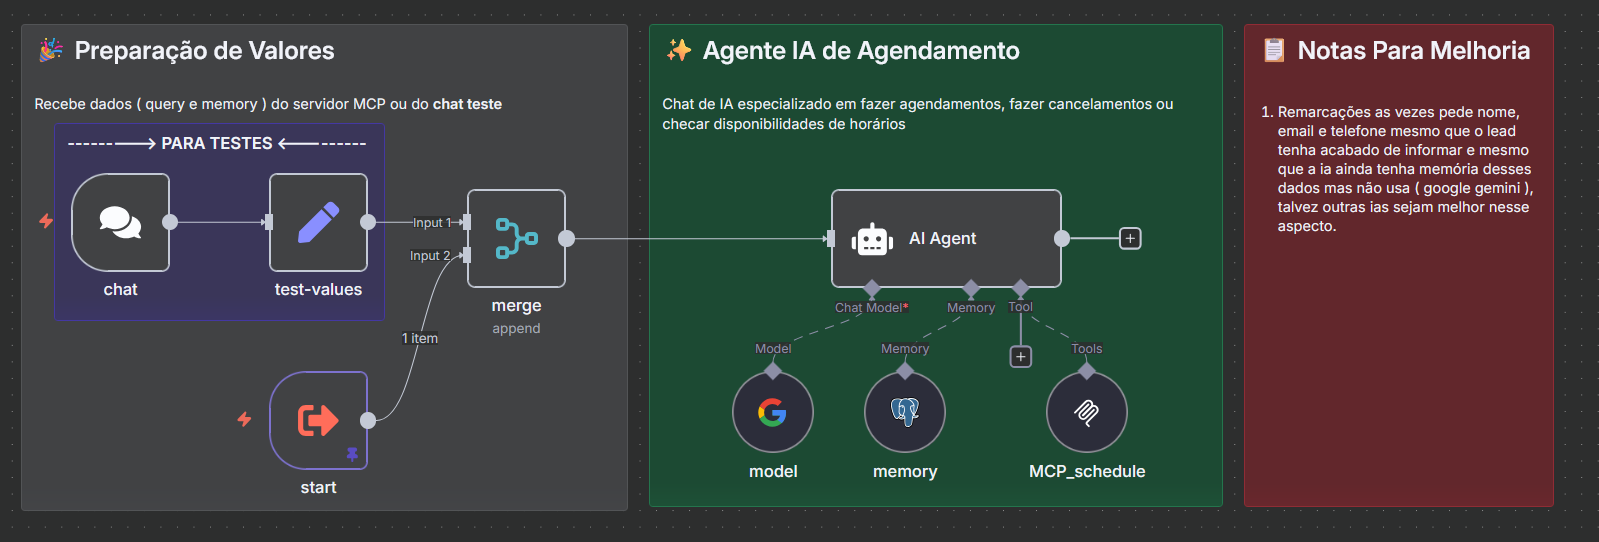 🎉 Preparação de Valores
Recebe dados ( query e memory ) do servidor MCP ou do chat teste
------——> PARA TESTES <——------
chat
test-values
Input 1
Input 2
merge
append
1 item
start
✨ Agente IA de Agendamento
Chat de IA especializado em fazer agendamentos, fazer cancelamentos ou
checar disponibilidades de horários
AI Agent
Chat Model*
Memory
Tool
Model
Memory
Tools
model
memory
MCP_schedule
📋 Notas Para Melhoria
1. Remarcações as vezes pede nome,
email e telefone mesmo que o lead
tenha acabado de informar e mesmo
que a ia ainda tenha memória desses
dados mas não usa ( google gemini ),
talvez outras ias sejam melhor nesse
aspecto.